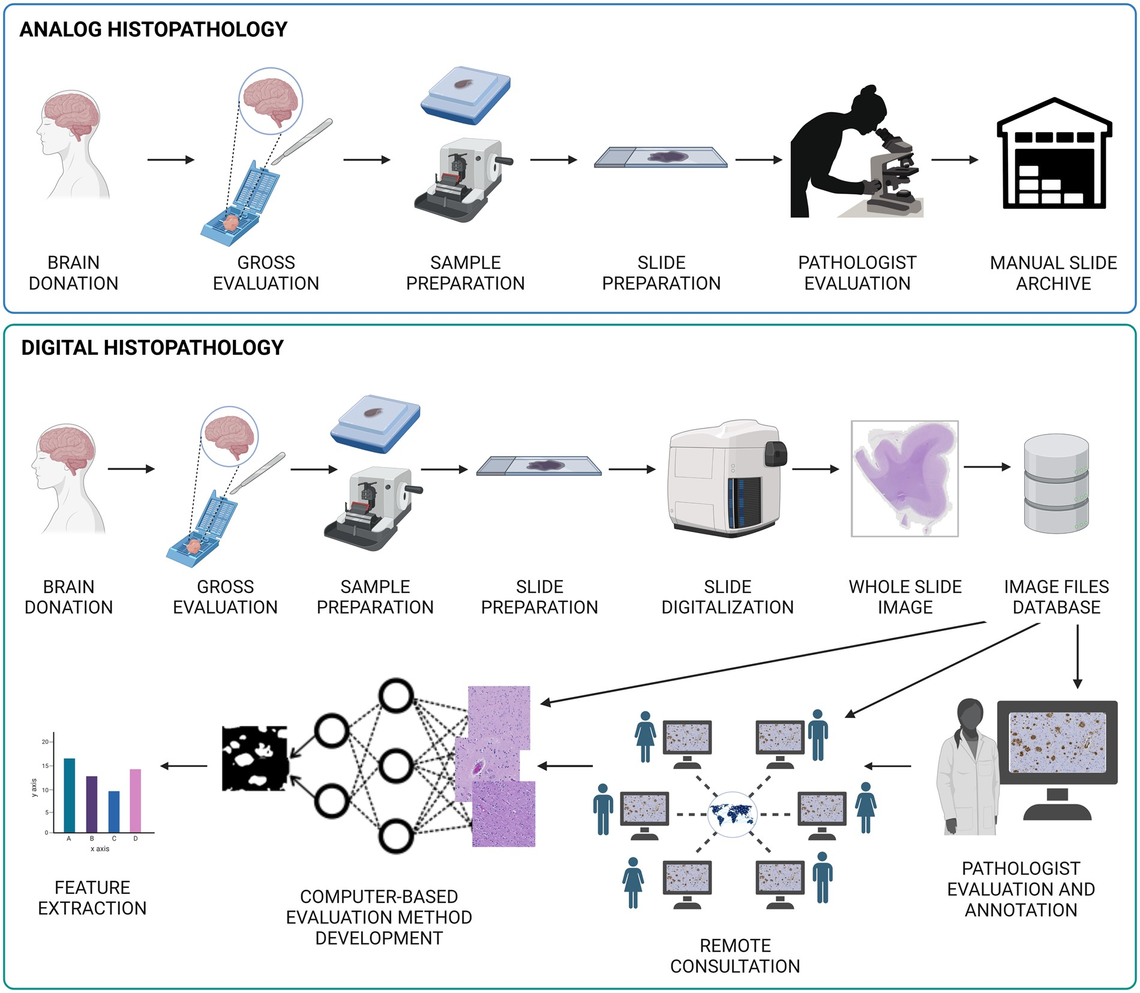 ANALOG HISTOPATHOLOGY
BRAIN
DONATION
GROSS
EVALUATION
SAMPLE
PREPARATION
SLIDE
PREPARATION
PATHOLOGIST
EVALUATION
MANUAL SLIDE
ARCHIVE
DIGITAL HISTOPATHOLOGY
BRAIN
DONATION
GROSS
EVALUATION
SAMPLE
PREPARATION
SLIDE
PREPARATION
SLIDE
DIGITALIZATION
WHOLE SLIDE
IMAGE
IMAGE FILES
DATABASE
PATHOLOGIST
EVALUATION AND
ANNOTATION
REMOTE
CONSULTATION
COMPUTER-BASED
EVALUATION METHOD
DEVELOPMENT
20
15
10
5
0
y axis
A B C D
x axis
FEATURE
EXTRACTION